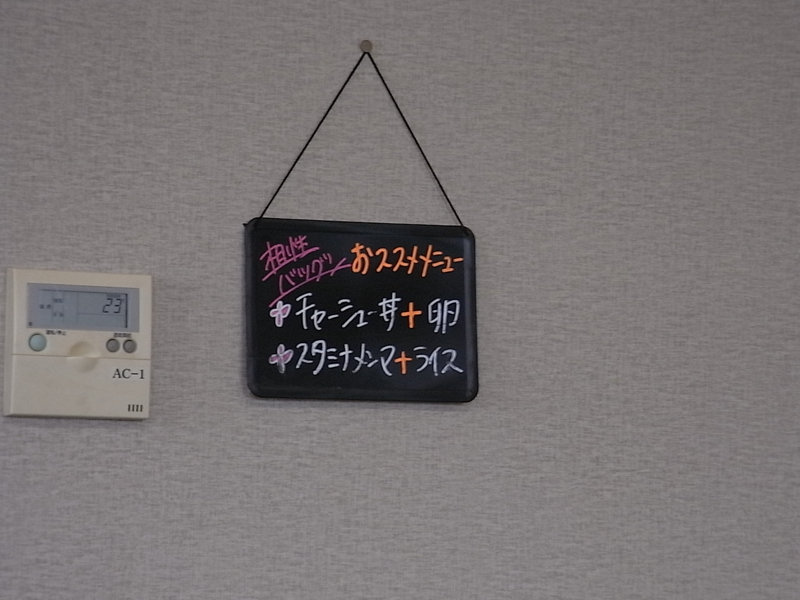 相性
バツグン
おススメメニュー
チャーシュー丼+卵
スタミナメンマ+ライス
23
AC-1